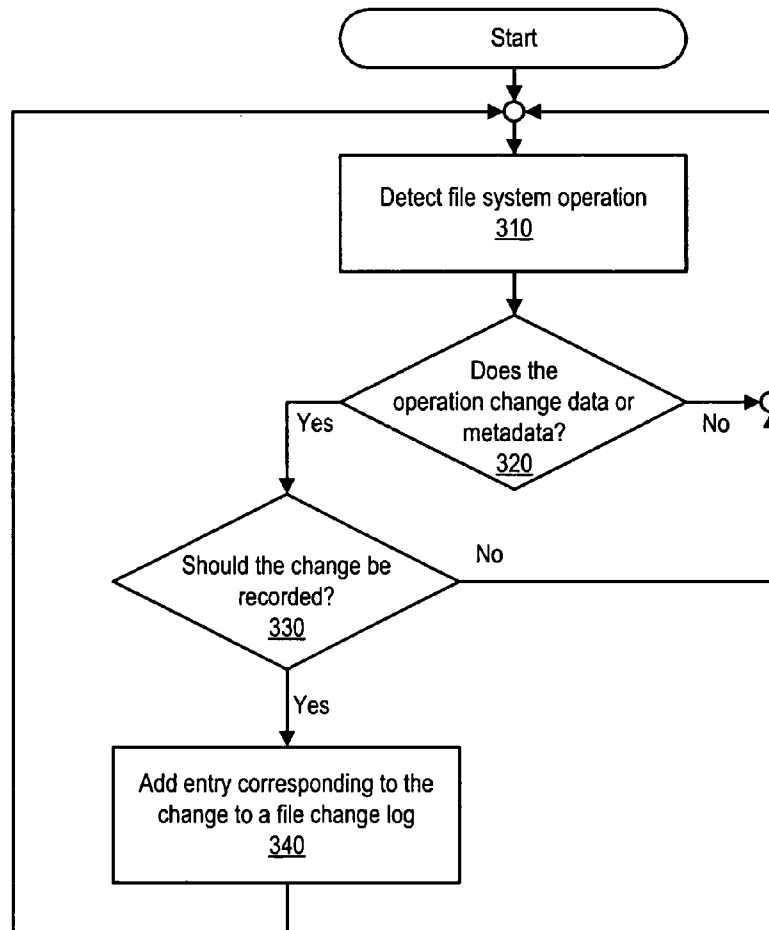 Start
Detect file system operation
310
Does the
operation change data or
metadata?
320
Yes
No
Should the change be
recorded?
330
No
Yes
Add entry corresponding to the
change to a file change log
340